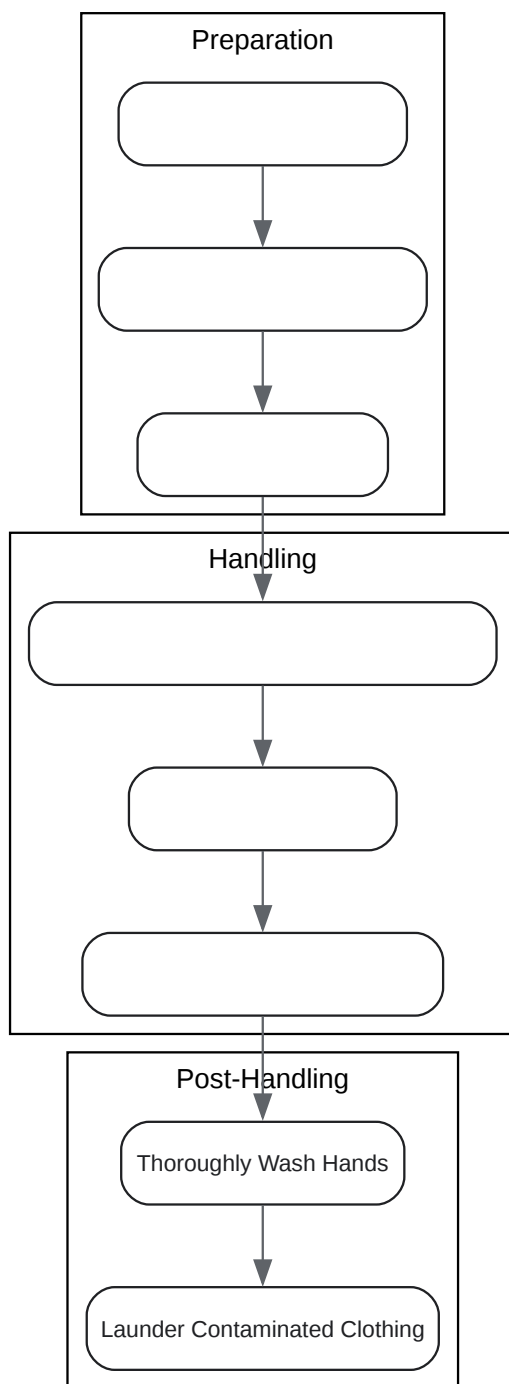 Preparation
Handling
Post-Handling
Thoroughly Wash Hands
Launder Contaminated Clothing